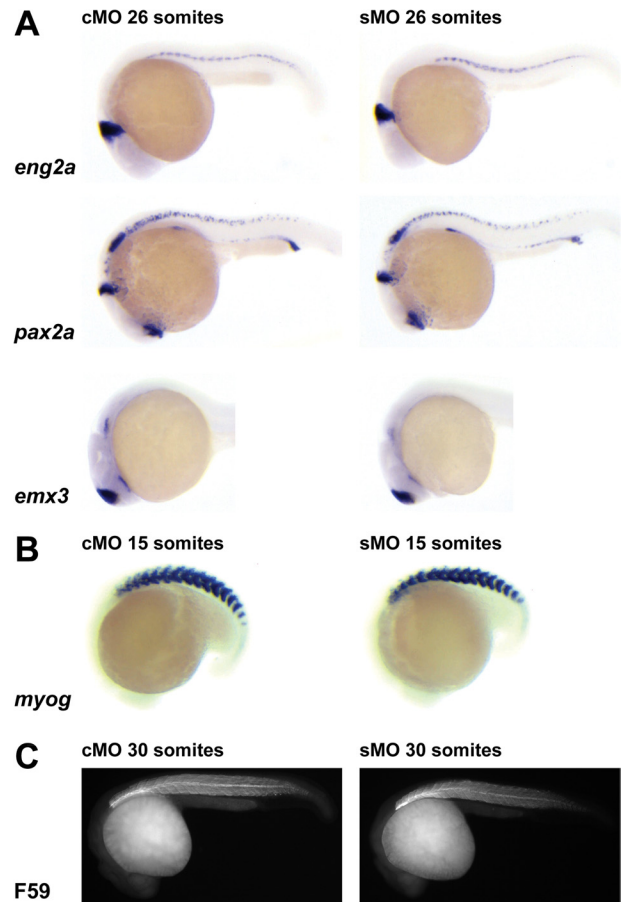 A
cMO 26 somites
sMO 26 somites
eng2a
pax2a
emx3
B
cMO 15 somites
sMO 15 somites
myog
C
cMO 30 somites
sMO 30 somites
F59